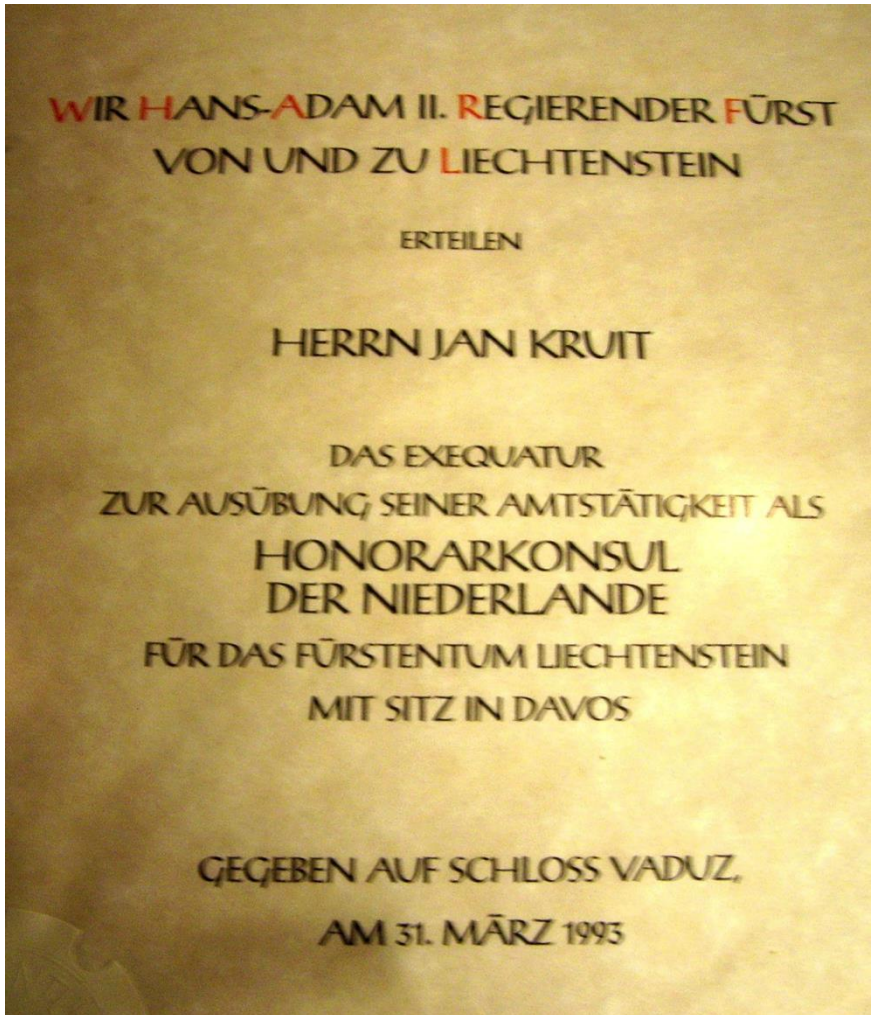 WIR HANS-ADAM II. REGIERENDER FÜRST
VON UND ZU LIECHTENSTEIN
ERTEILEN
HERRN JAN KRUIT
DAS EXEQUATUR
ZUR AUSÜBUNG SEINER AMTSTÄTIGKEIT ALS
HONORARKONSUL
DER NIEDERLANDE
FÜR DAS FÜRSTENTUM LIECHTENSTEIN
MIT SITZ IN DAVOS
GEGEBEN AUF SCHLOSS VADUZ,
AM 31. MÄRZ 1993